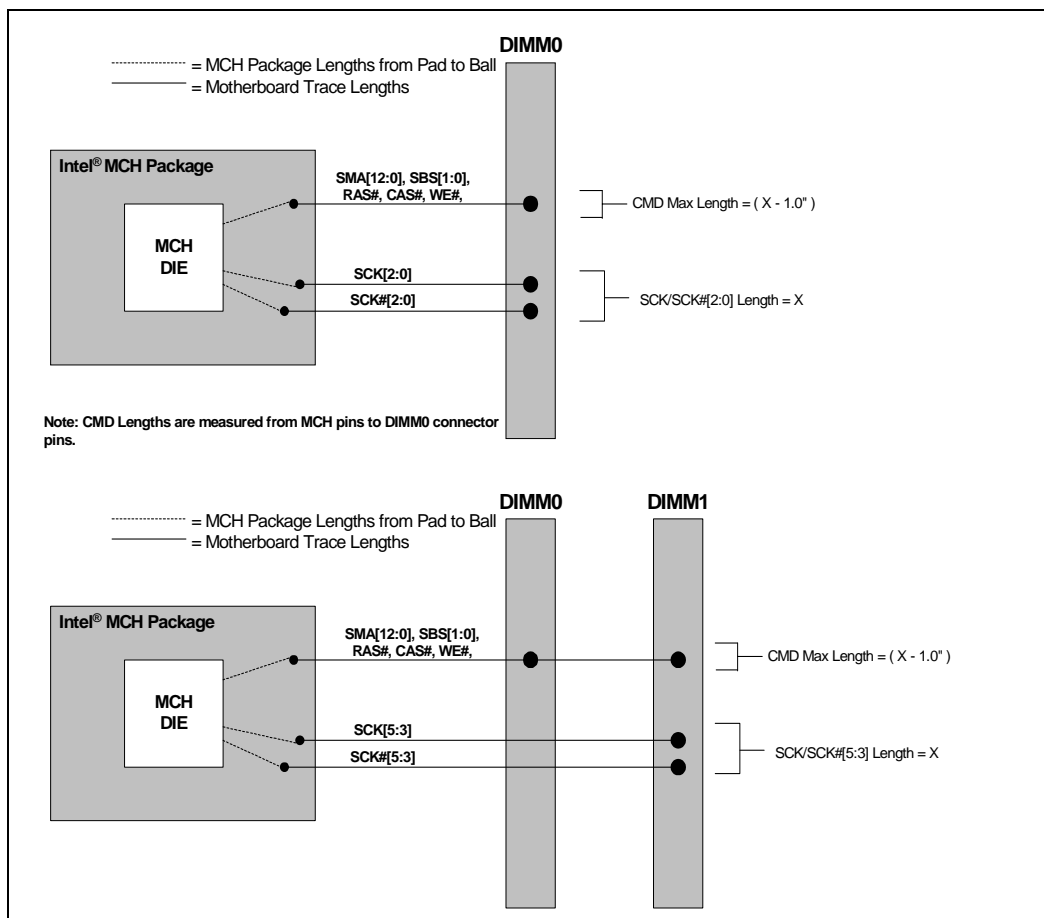 DIMM0
= MCH Package Lengths from Pad to Ball
= Motherboard Trace Lengths
Intel® MCH Package
SMA[12:0], SBS[1:0],
RAS#, CAS#, WE#,
CMD Max Length = ( X - 1.0" )
MCH
DIE
SCK[2:0]
SCK#[2:0]
SCK/SCK#[2:0] Length = X
Note: CMD Lengths are measured from MCH pins to DIMM0 connector
pins.
DIMM0
DIMM1
= MCH Package Lengths from Pad to Ball
= Motherboard Trace Lengths
Intel® MCH Package
SMA[12:0], SBS[1:0],
RAS#, CAS#, WE#,
CMD Max Length = ( X - 1.0" )
MCH
DIE
SCK[5:3]
SCK#[5:3]
SCK/SCK#[5:3] Length = X